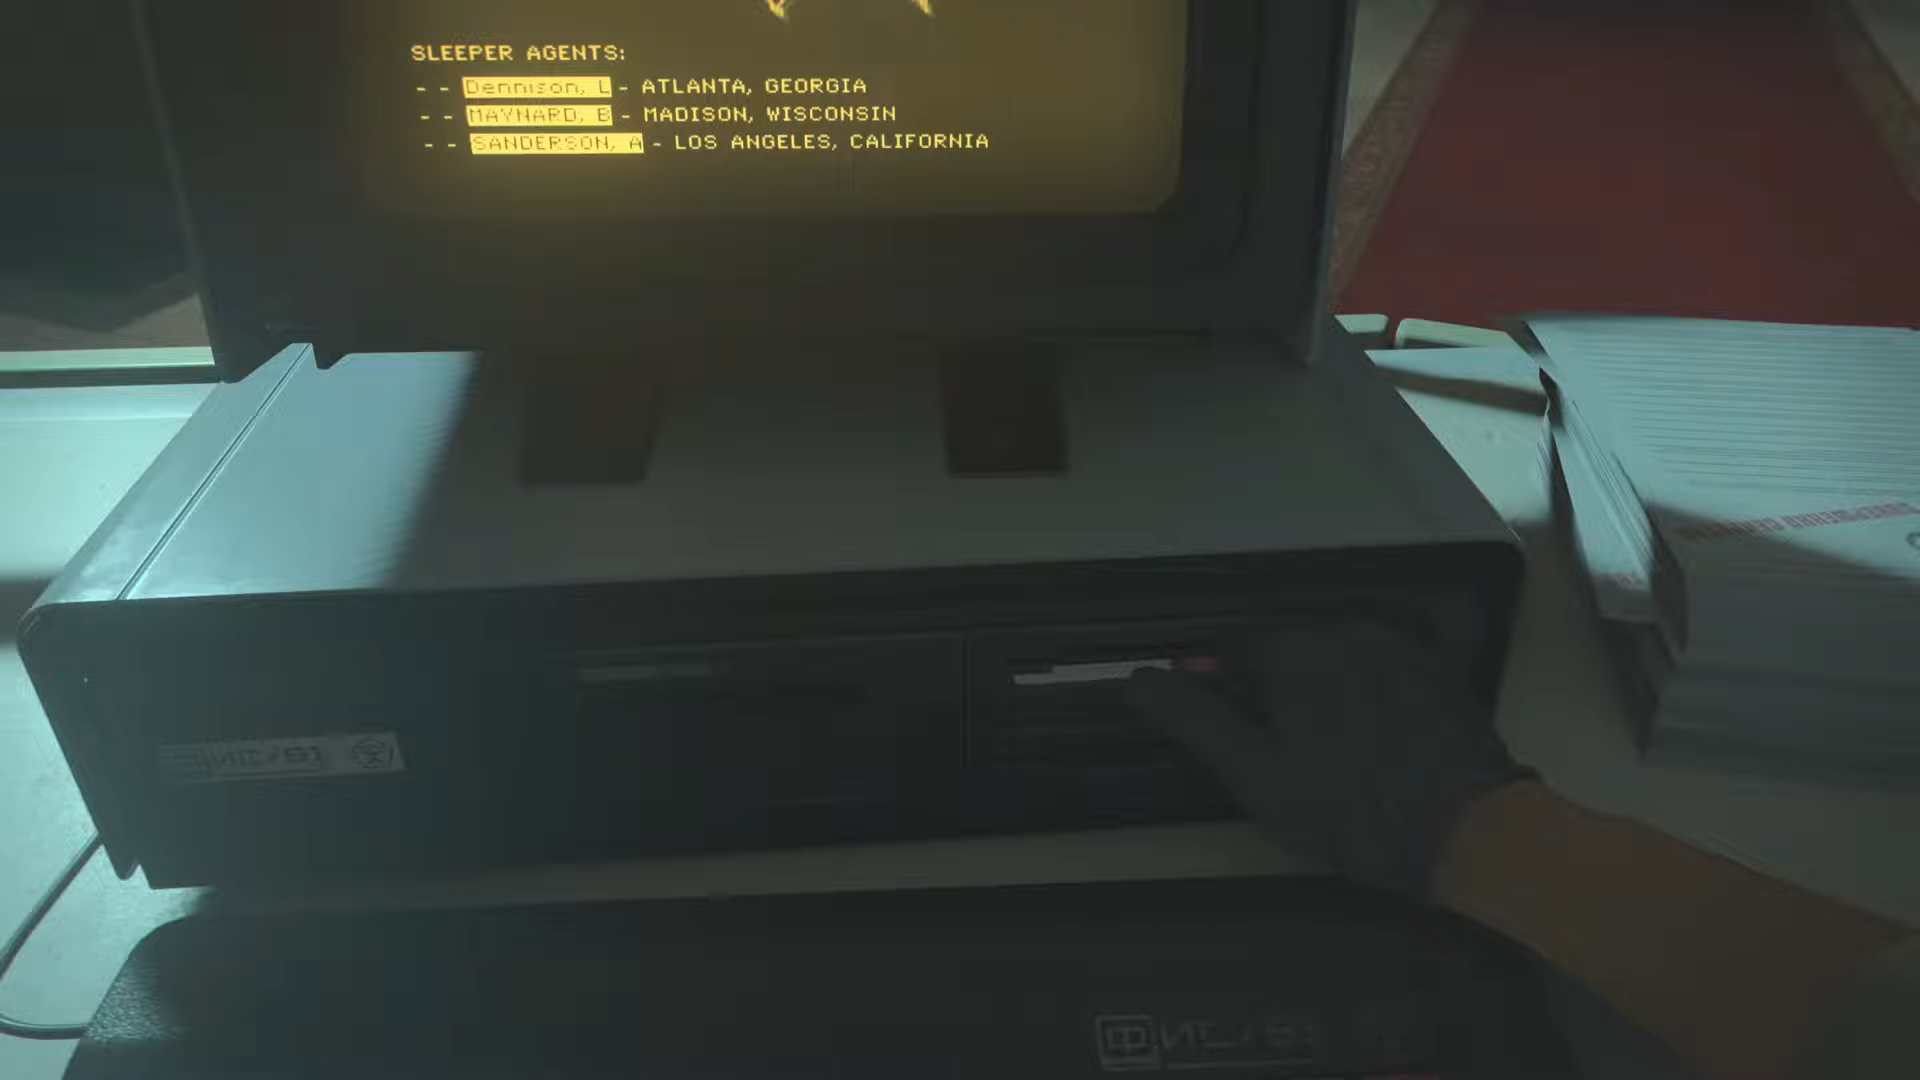 SLEEPER AGENTS:
-- Dennison, L - ATLANTA, GEORGIA
-- MAYNARD, B - MADISON, WISCONSIN
-- SANDERSON, A - LOS ANGELES, CALIFORNIA